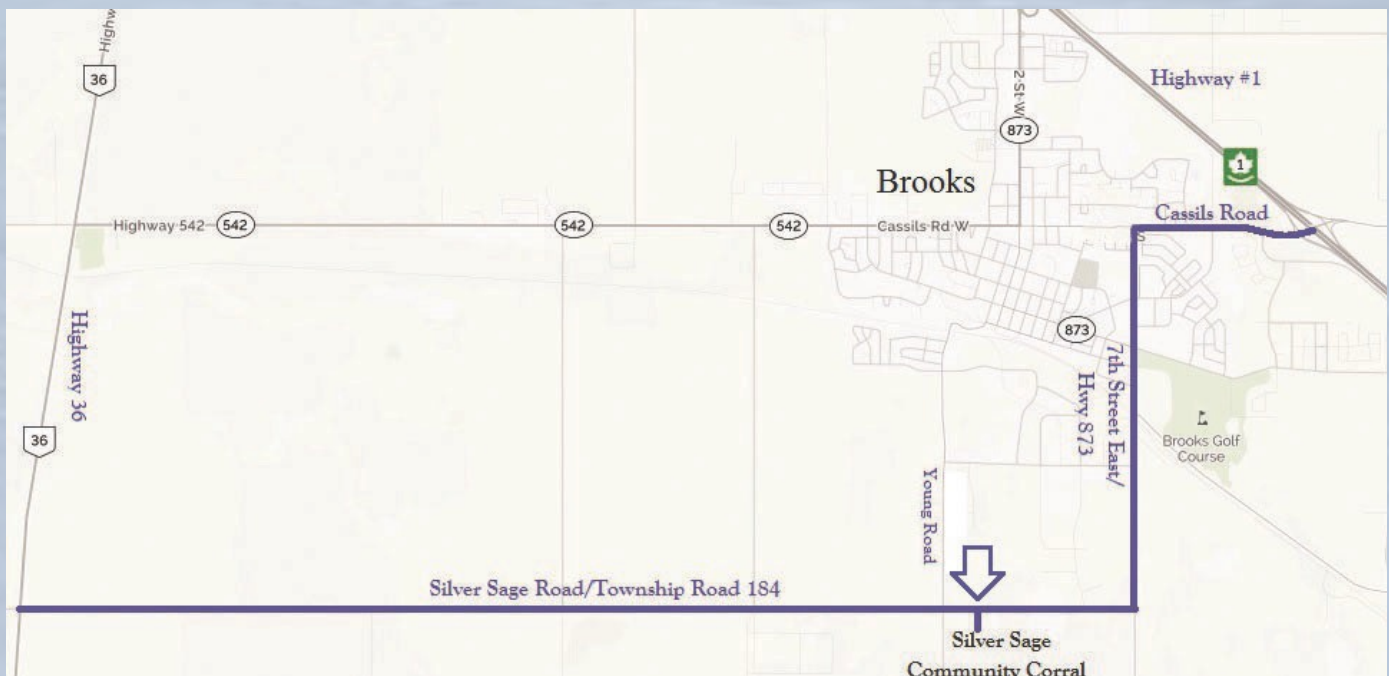 High
36
Highway #1
2 St W
873
1
Brooks
Cassils Road
Highway 542
542
542
542
Cassils Rd W
Highway 36
873
7th Street East/
Hwy 873
36
Brooks Golf
Course
Young Road
Silver Sage Road/Township Road 184
Silver Sage
Community Corral